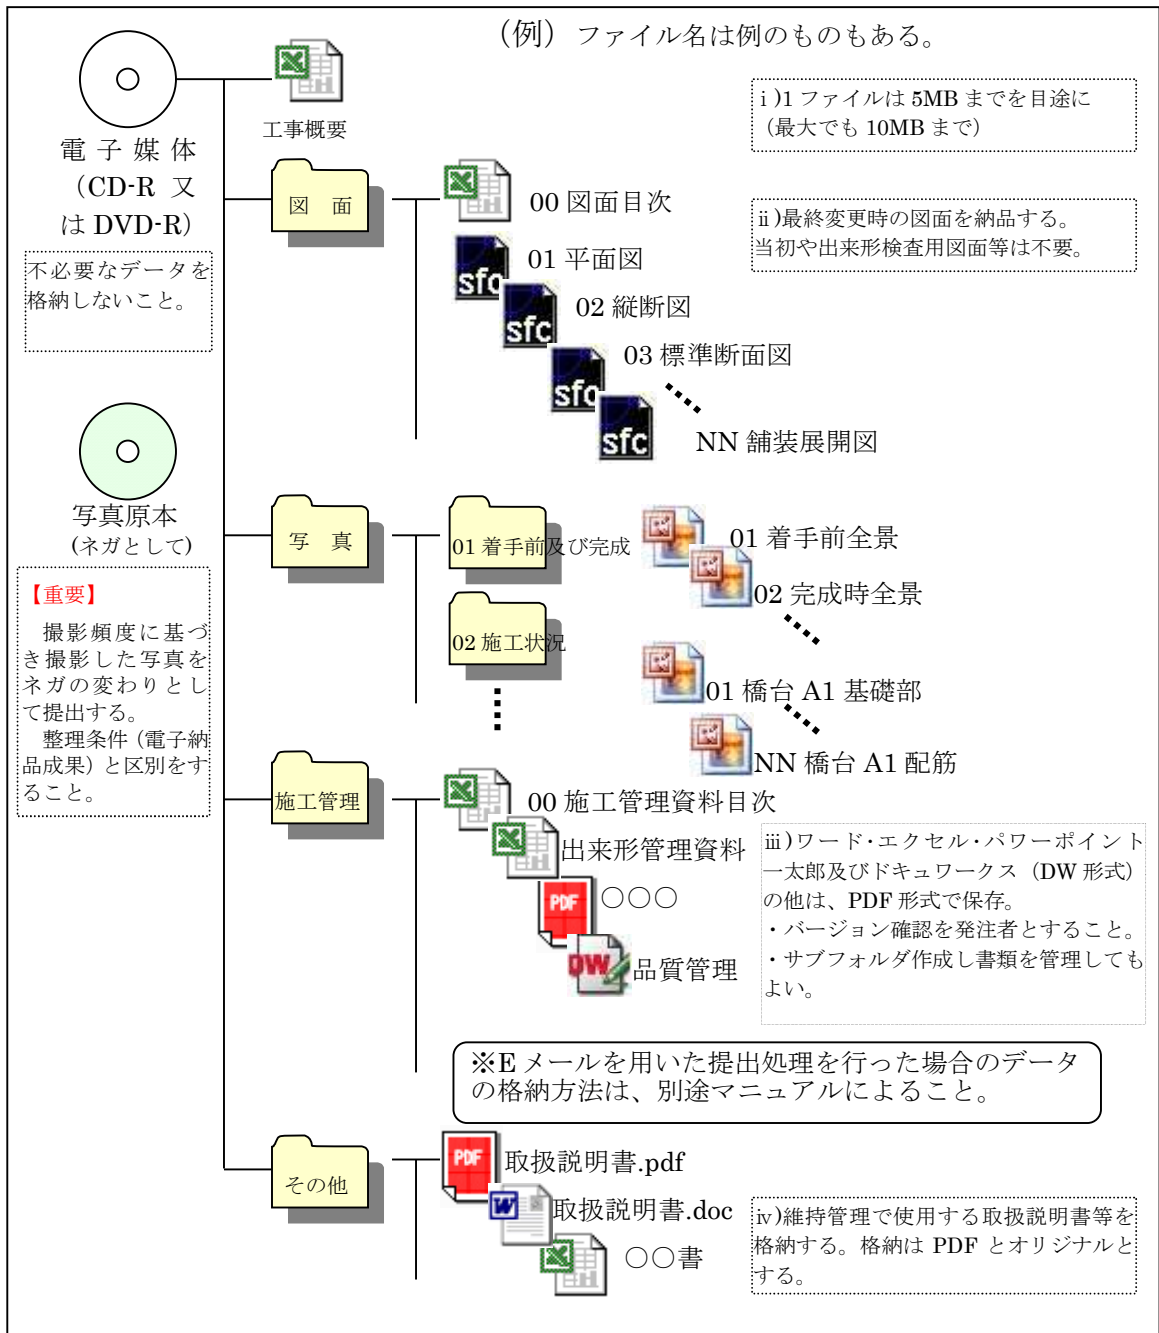 （例）ファイル名は例のものもある。
工事概要
電子媒体
（CD-R 又
は DVD-R）
不必要なデータを
格納しないこと。
ⅰ)1 ファイルは 5MB までを目途に
（最大でも 10MB まで）
図　面
00 図面目次
sfc
01 平面図
sfc
02 縦断図
sfc
03 標準断面図
sfc
NN 舗装展開図
ⅱ)最終変更時の図面を納品する。
当初や出来形検査用図面等は不要。
写真原本
(ネガとして)
【重要】
撮影頻度に基づ
き撮影した写真を
ネガの変わりとし
て提出する。
整理条件（電子納
品成果）と区別をす
ること。
写　真
01 着手前及び完成
01 着手前全景
02 完成時全景
02 施工状況
01 橋台 A1 基礎部
NN 橋台 A1 配筋
施工管理
00 施工管理資料目次
出来形管理資料
PDF
○○○
DW
品質管理
ⅲ)ワード・エクセル・パワーポイント
一太郎及びドキュワークス（DW 形式）
の他は、PDF 形式で保存。
・バージョン確認を発注者とすること。
・サブフォルダ作成し書類を管理しても
よい。
※E メールを用いた提出処理を行った場合のデータ
の格納方法は、別途マニュアルによること。
その他
PDF
取扱説明書.pdf
W
取扱説明書.doc
○○書
ⅳ)維持管理で使用する取扱説明書等を
格納する。格納は PDF とオリジナルと
する。